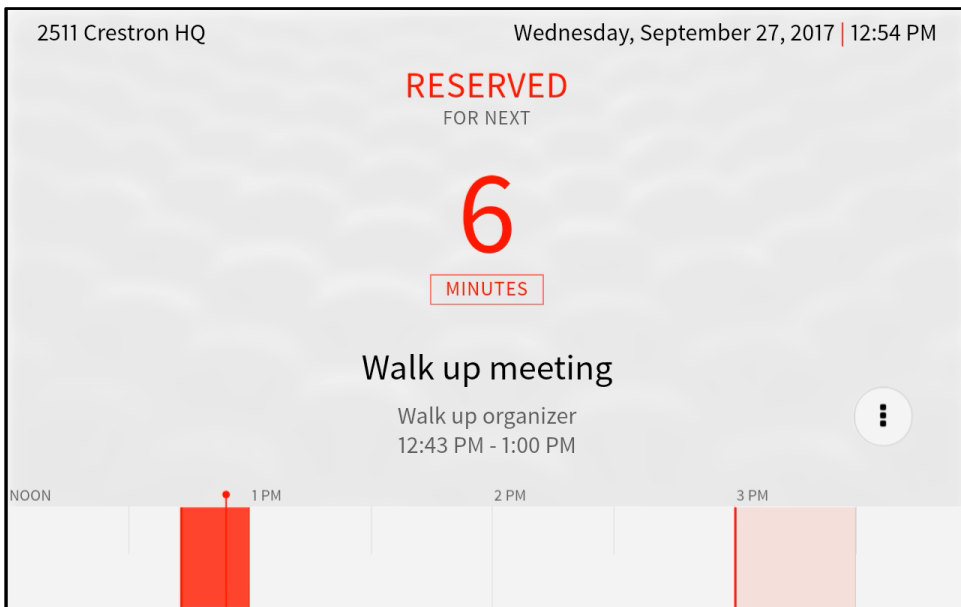 2511 Crestron HQ
Wednesday, September 27, 2017 | 12:54 PM
RESERVED
FOR NEXT
6
MINUTES
Walk up meeting
Walk up organizer
12:43 PM - 1:00 PM
NOON
1 PM
2 PM
3 PM